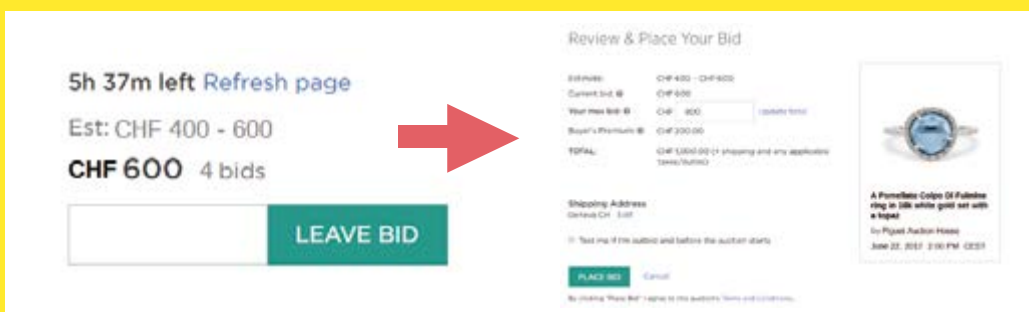 5h 37m left Refresh page
Est: CHF 400 - 600
CHF 600 4 bids
LEAVE BID
Review & Place Your Bid
Estimate: CHF 400 - CHF 600
Current bid: CHF 600
Your max bid: CHF 800 Update total
Buyer's Premium: CHF 200.00
TOTAL: CHF 1,000.00 (+ shipping and any applicable
taxes/duties)
Shipping Address
Geneva CH
Text me if I'm outbid and before the auction starts
PLACE BID Cancel
By clicking "Place Bid" I agree to this auction's Terms and Conditions.
A Pomellato Colpo Di Fulmine
ring in 18k white gold set with
a topaz
by Piguet Auction House
June 22, 2017 2:00 PM CEST